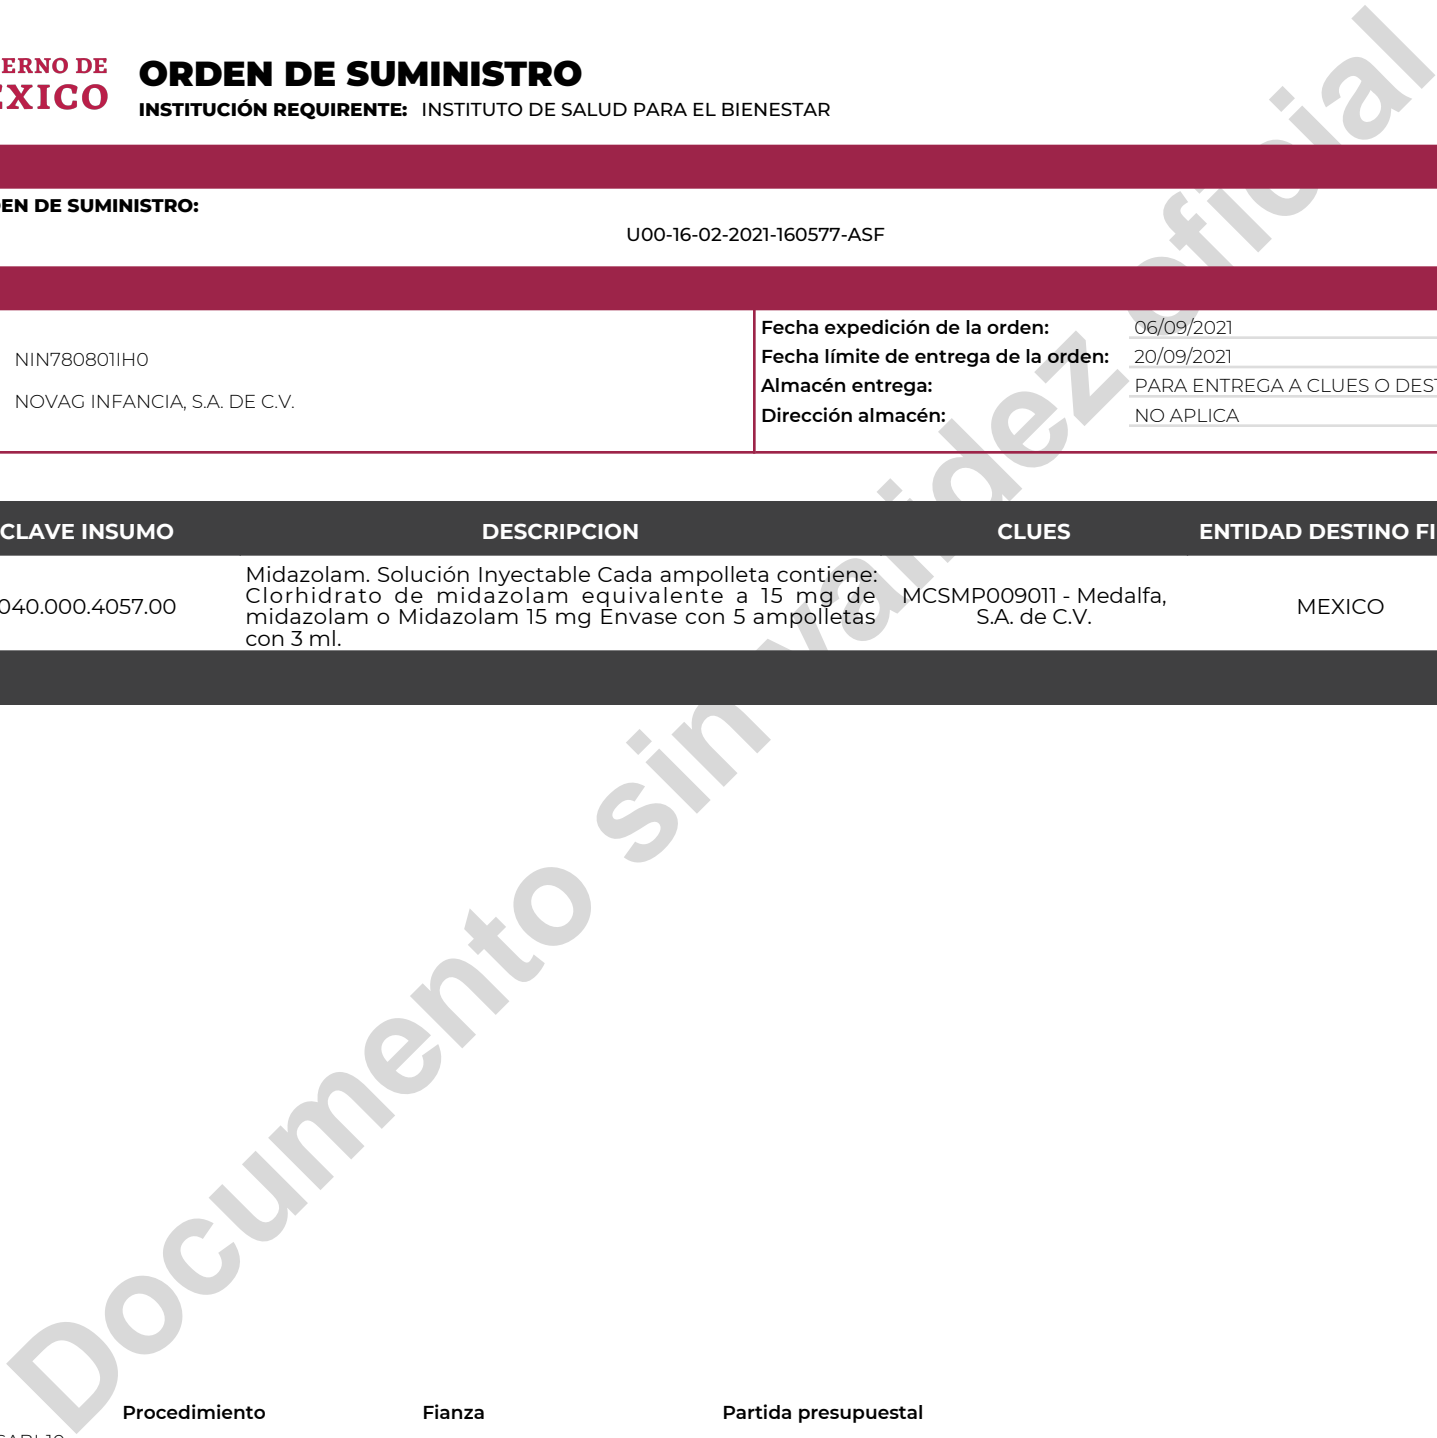 ERNO DE
ORDEN DE SUMINISTRO
INSTITUCIÓN REQUIRENTE: INSTITUTO DE SALUD PARA EL BIENESTAR
EN DE SUMINISTRO:
U00-16-02-2021-160577-ASF
NIN780801IH0
NOVAG INFANCIA, S.A. DE C.V.
Fecha expedición de la orden: 06/09/2021
Fecha límite de entrega de la orden: 20/09/2021
Almacén entrega: PARA ENTREGA A CLUES O DEST
Dirección almacén: NO APLICA
CLAVE INSUMO DESCRIPCION CLUES ENTIDAD DESTINO FI
040.000.4057.00
Midazolam. Solución Inyectable Cada ampolleta contiene:
Clorhidrato de midazolam equivalente a 15 mg de
midazolam o Midazolam 15 mg Envase con 5 ampolletas
con 3 ml.
MCSMP009011 - Medalfa,
S.A. de C.V.
MEXICO
Documento sin validez oficial
Procedimiento Fianza Partida presupuestal